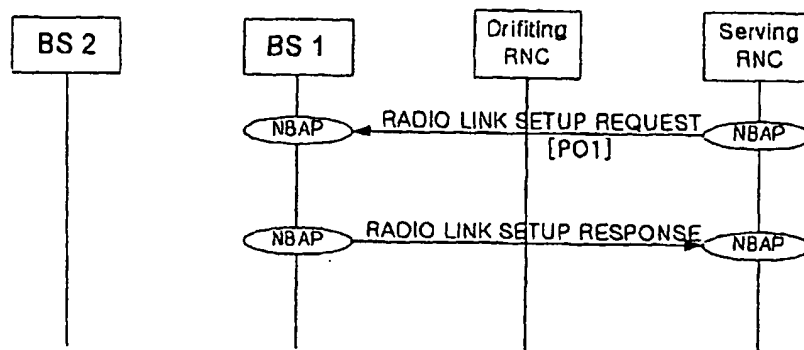 BS 2
BS 1
Drifiting
RNC
Serving
RNC
NBAP
RADIO LINK SETUP REQUEST
NBAP
[PO1]
NBAP
RADIO LINK SETUP RESPONSE
NBAP